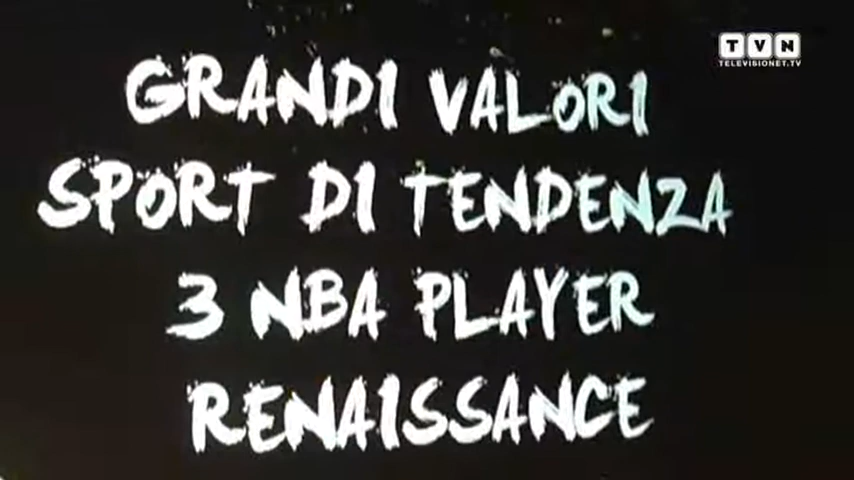 TVN
TELEVISIONET.TV
GRANDI VALORI
SPORT DI TENDENZA
3 NBA PLAYER
RENAISSANCE